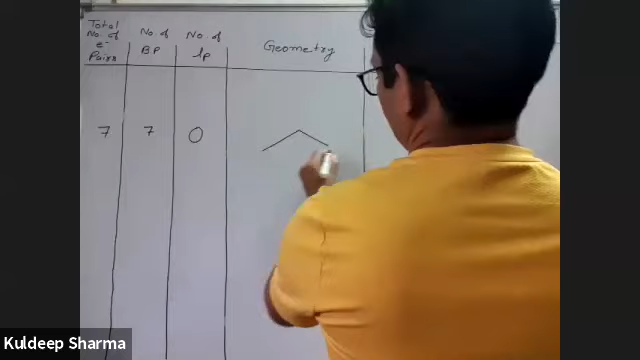 Total
No. of
e-
Pairs
No. of
BP
No. of
lp
Geometry
7
7
0
Kuldeep Sharma